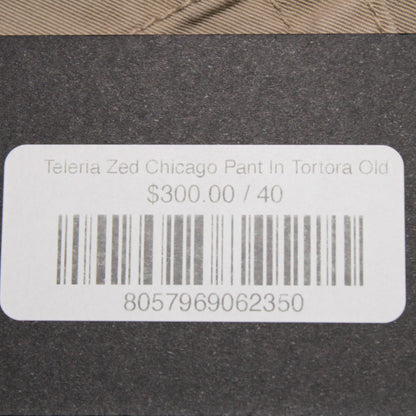 Teleria Zed Chicago Pant In Tortora Old
$300.00 / 40
8057969062350